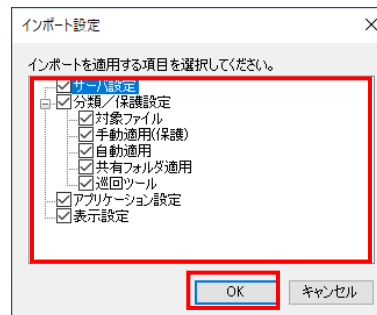 インポート設定
インポートを適用する項目を選択してください。
サーバ設定
分類／保護設定
対象ファイル
手動適用(保護)
自動適用
共有フォルダ適用
巡回ツール
アプリケーション設定
表示設定
OK キャンセル